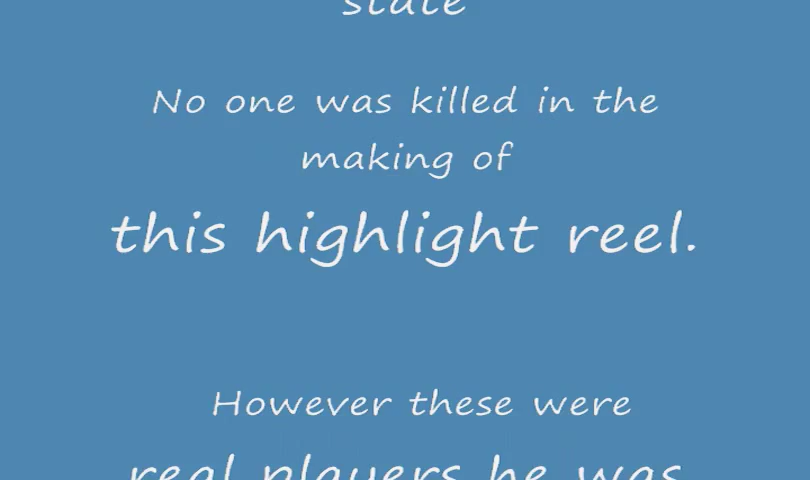 state
No one was killed in the
making of
this highlight reel.
However these were
real players he was